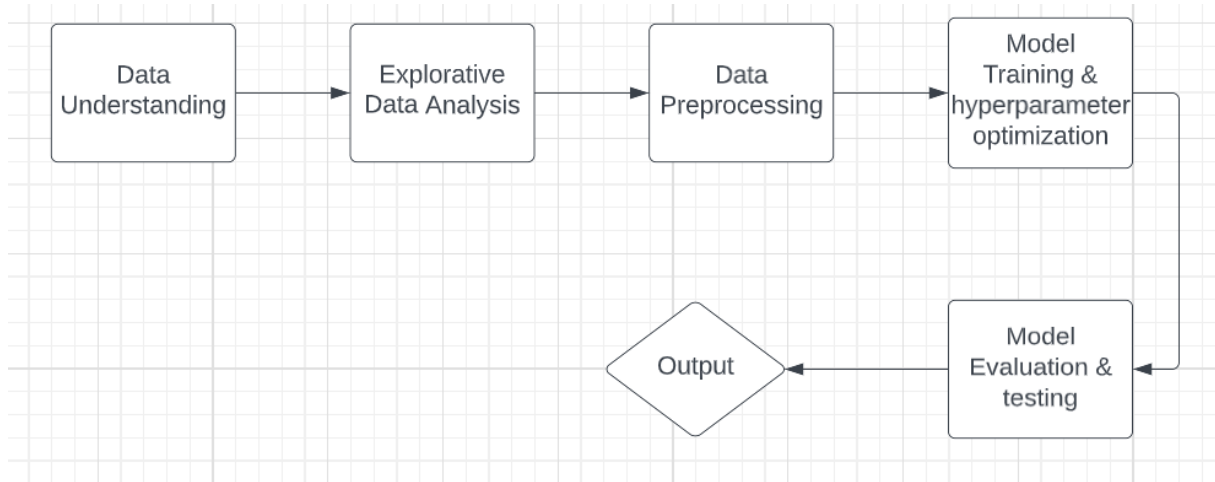 Data
Understanding
Explorative
Data Analysis
Data
Preprocessing
Model
Training &
hyperparameter
optimization
Model
Evaluation &
testing
Output